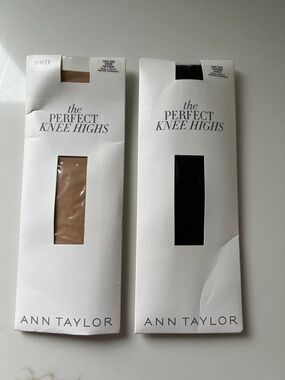 SHEER
the
PERFECT
KNEE HIGHS
ANN TAYLOR
the
PERFECT
KNEE HIGHS
ANN TAYLOR